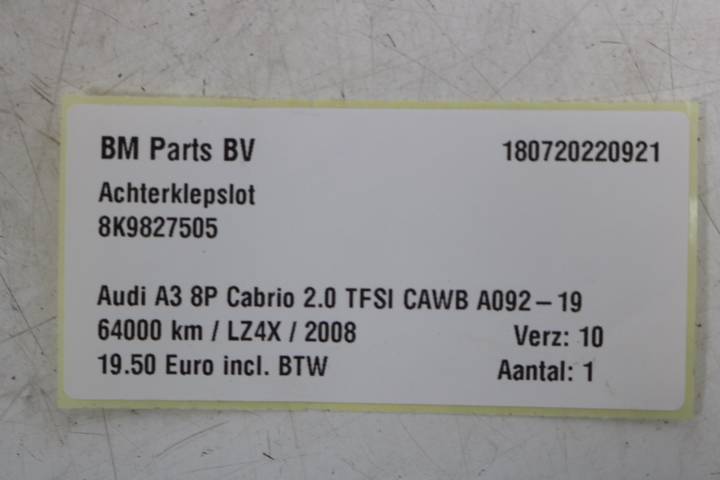 BM Parts BV 180720220921
Achterklepslot
8K9827505
Audi A3 8P Cabrio 2.0 TFSI CAWB A092-19
64000 km / LZ4X / 2008 Verz: 10
19.50 Euro incl. BTW Aantal: 1